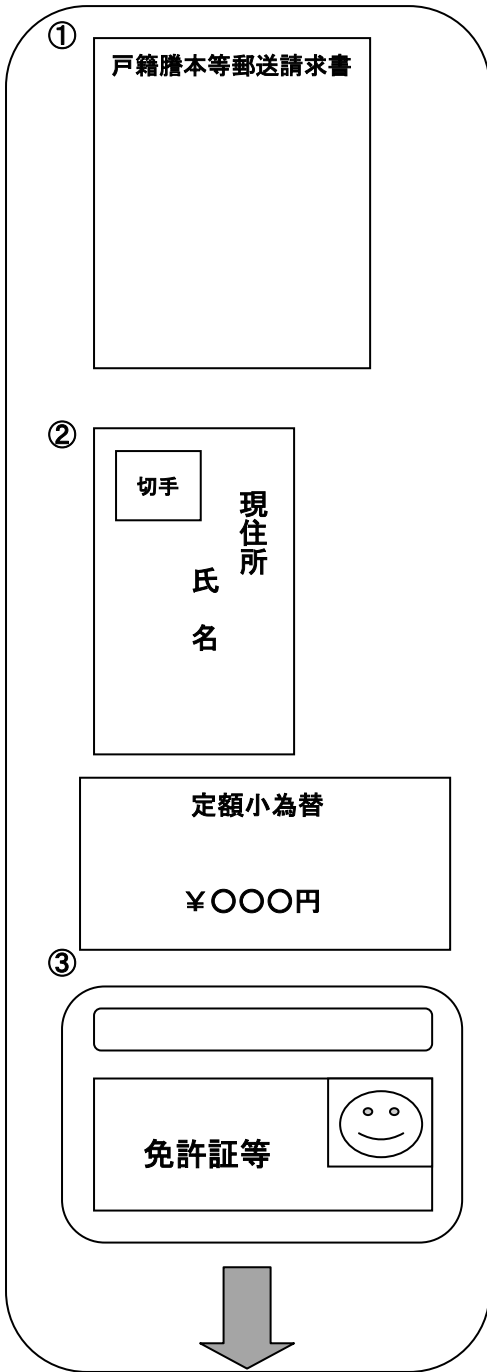 ①
戸籍謄本等郵送請求書
②
切手
現住所
氏名
定額小為替
￥○○○円
③
免許証等